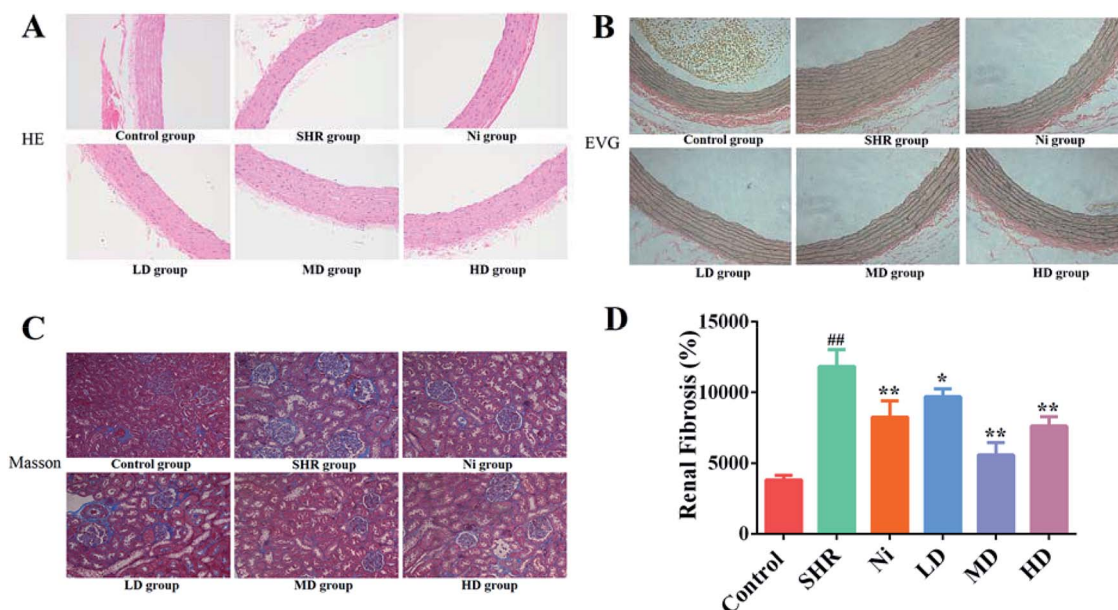 A
HE
Control group
SHR group
Ni group
LD group
MD group
HD group
B
EVG
Control group
SHR group
Ni group
LD group
MD group
HD group
C
Masson
Control group
SHR group
Ni group
LD group
MD group
HD group
D
Renal Fibrosis (%)
15000
10000
5000
0
##
**
*
**
**
Control
SHR
Ni
LD
MD
HD